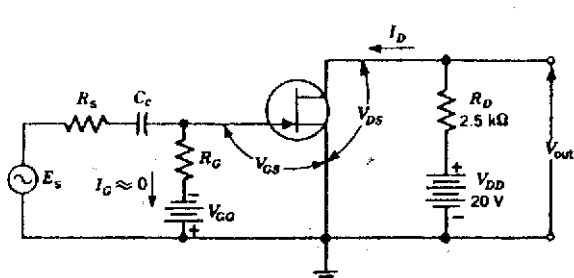 I_D
R_s
C_c
R_D
2.5 kΩ
V_DS
V_out
R_G
V_GS
E_s
I_G ≈ 0
V_GG
V_DD
20 V
+
−
−
+